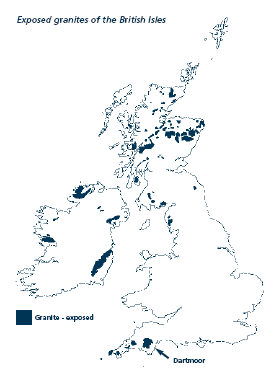 Exposed granites of the British Isles
Granite - exposed
Dartmoor